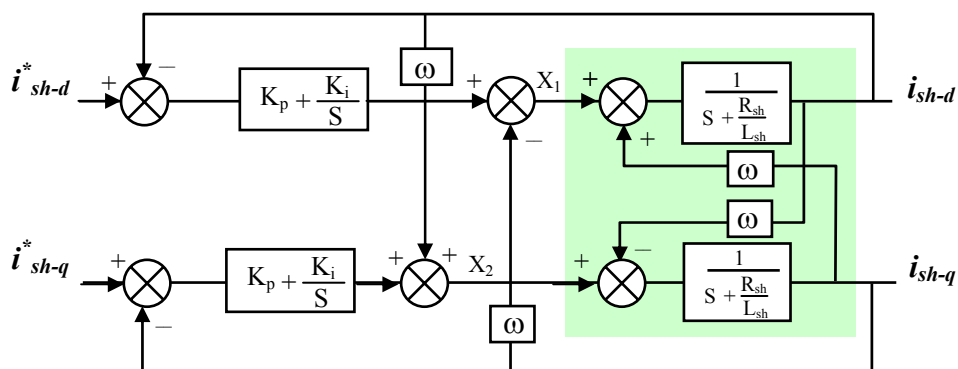 i*sh-d
+
−
Kp + Ki
S
ω
+
−
X1
+
+
1
S + Rsh
Lsh
ish-d
ω
ω
i*sh-q
+
−
Kp + Ki
S
+
+
X2
ω
+
−
1
S + Rsh
Lsh
ish-q